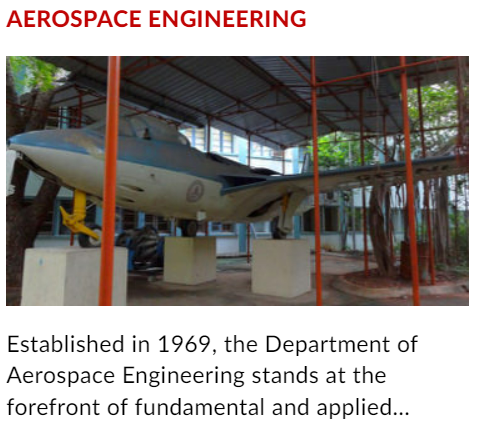 AEROSPACE ENGINEERING
Established in 1969, the Department of
Aerospace Engineering stands at the
forefront of fundamental and applied...